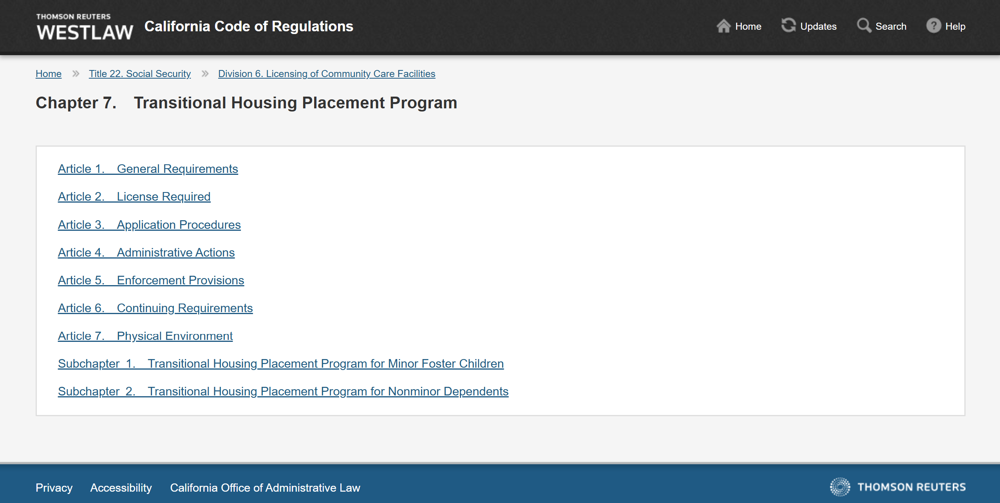 THOMSON REUTERS
WESTLAW California Code of Regulations
Home Updates Search ? Help
Home » Title 22. Social Security » Division 6. Licensing of Community Care Facilities
Chapter 7. Transitional Housing Placement Program
Article 1. General Requirements
Article 2. License Required
Article 3. Application Procedures
Article 4. Administrative Actions
Article 5. Enforcement Provisions
Article 6. Continuing Requirements
Article 7. Physical Environment
Subchapter 1. Transitional Housing Placement Program for Minor Foster Children
Subchapter 2. Transitional Housing Placement Program for Nonminor Dependents
Privacy Accessibility California Office of Administrative Law THOMSON REUTERS